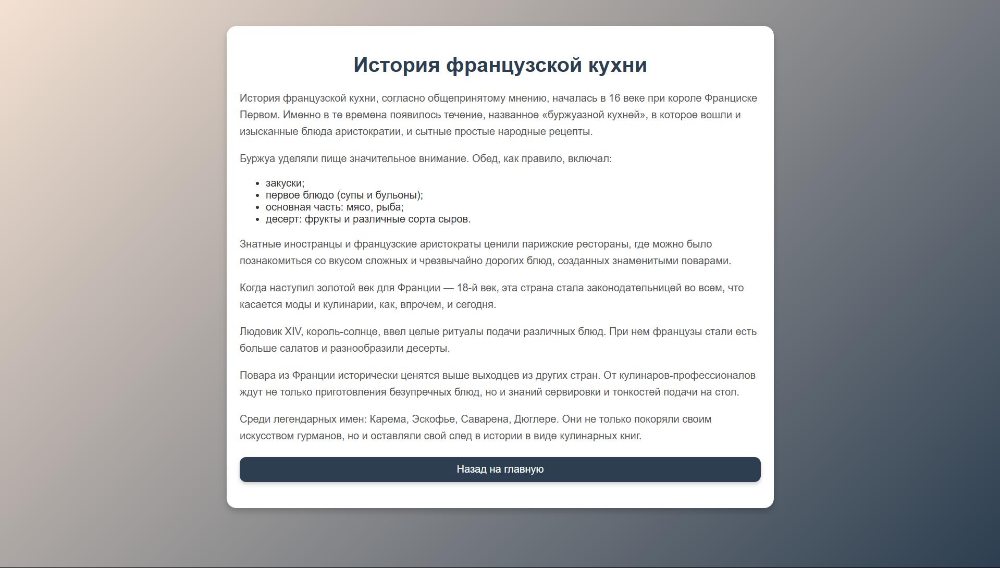 История французской кухни
История французской кухни, согласно общепринятому мнению, началась в 16 веке при короле Франциске
Первом. Именно в те времена появилось течение, названное «буржуазной кухней», в которое вошли и
изысканные блюда аристократии, и сытные простые народные рецепты.
Буржуа уделяли пище значительное внимание. Обед, как правило, включал:
• закуски;
• первое блюдо (супы и бульоны);
• основная часть: мясо, рыба;
• десерт: фрукты и различные сорта сыров.
Знатные иностранцы и французские аристократы ценили парижские рестораны, где можно было
познакомиться со вкусом сложных и чрезвычайно дорогих блюд, созданных знаменитыми поварами.
Когда наступил золотой век для Франции — 18-й век, эта страна стала законодательницей во всем, что
касается моды и кулинарии, как, впрочем, и сегодня.
Людовик XIV, король-солнце, ввел целые ритуалы подачи различных блюд. При нем французы стали есть
больше салатов и разнообразили десерты.
Повара из Франции исторически ценятся выше выходцев из других стран. От кулинаров-профессионалов
ждут не только приготовления безупречных блюд, но и знаний сервировки и тонкостей подачи на стол.
Среди легендарных имен: Карема, Эскофье, Саварена, Дюглере. Они не только покоряли своим
искусством гурманов, но и оставляли свой след в истории в виде кулинарных книг.
Назад на главную